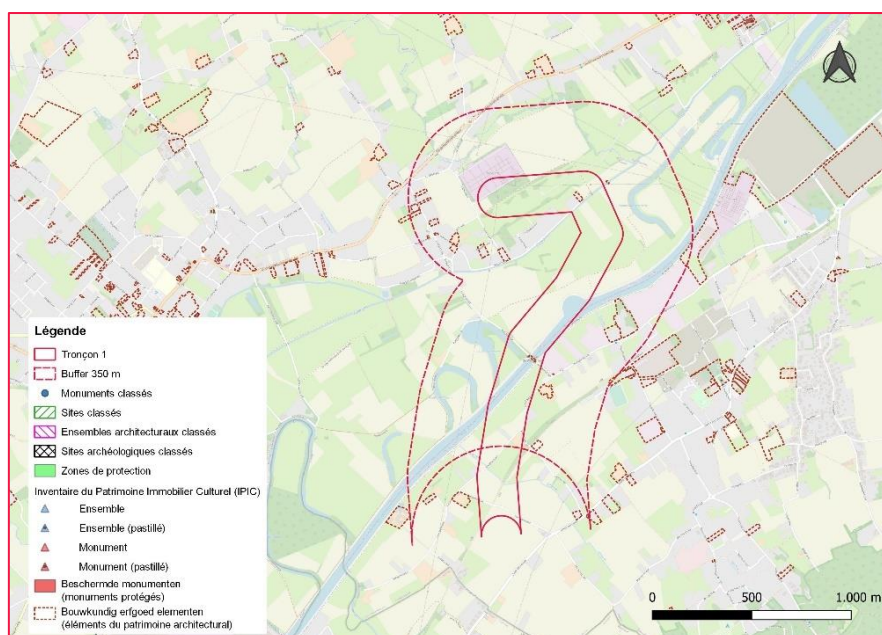 Légende
Tronçon 1
Buffer 350 m
Monuments classés
Sites classés
Ensembles architecturaux classés
Sites archéologiques classés
Zones de protection
Inventaire du Patrimoine Immobilier Culturel (IPIC)
Ensemble
Ensemble (pastillé)
Monument
Monument (pastillé)
Beschermde monumenten
(monuments protégés)
Bouwkundig erfgoed elementen
(éléments du patrimoine architectural)
0 500 1.000 m